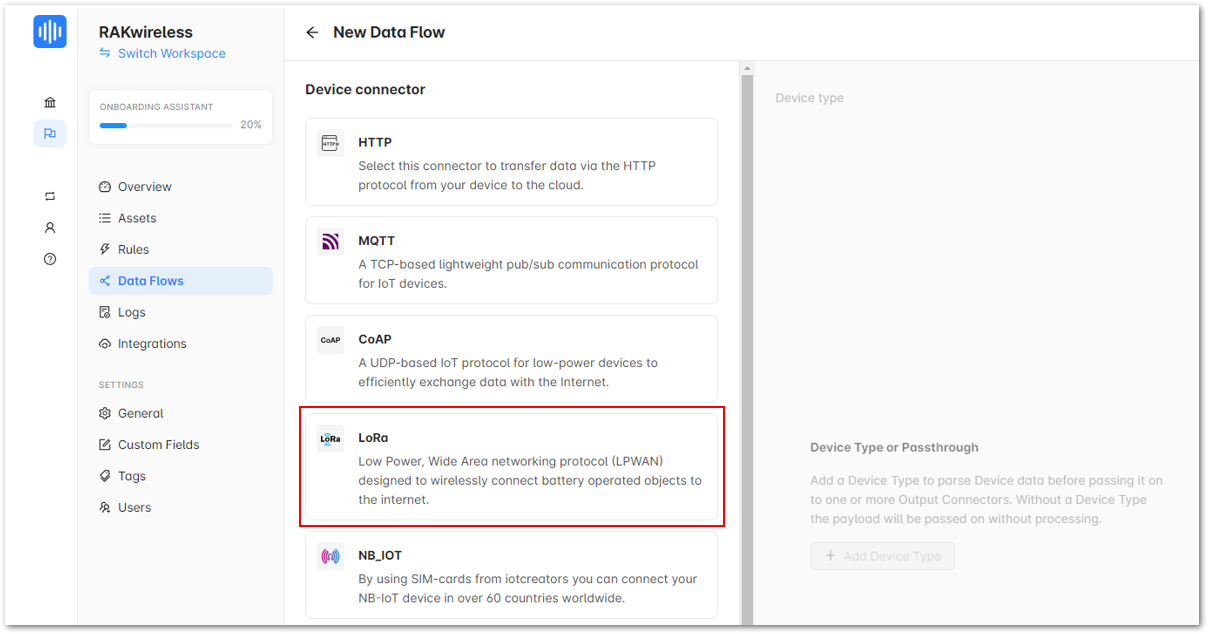 RAKwireless
Switch Workspace
ONBOARDING ASSISTANT
20%
Overview
Assets
Rules
Data Flows
Logs
Integrations
SETTINGS
General
Custom Fields
Tags
Users
New Data Flow
Device connector
HTTP
HTTP
Select this connector to transfer data via the HTTP
protocol from your device to the cloud.
MQTT
A TCP-based lightweight pub/sub communication protocol
for IoT devices.
CoAP
CoAP
A UDP-based IoT protocol for low-power devices to
efficiently exchange data with the Internet.
LoRa
LoRa
Low Power, Wide Area networking protocol (LPWAN)
designed to wirelessly connect battery operated objects to
the internet.
NB_IOT
By using SIM-cards from iotcreators you can connect your
NB-IoT device in over 60 countries worldwide.
Device type
Device Type or Passthrough
Add a Device Type to parse Device data before passing it on
to one or more Output Connectors. Without a Device Type
the payload will be passed on without processing.
+ Add Device Type